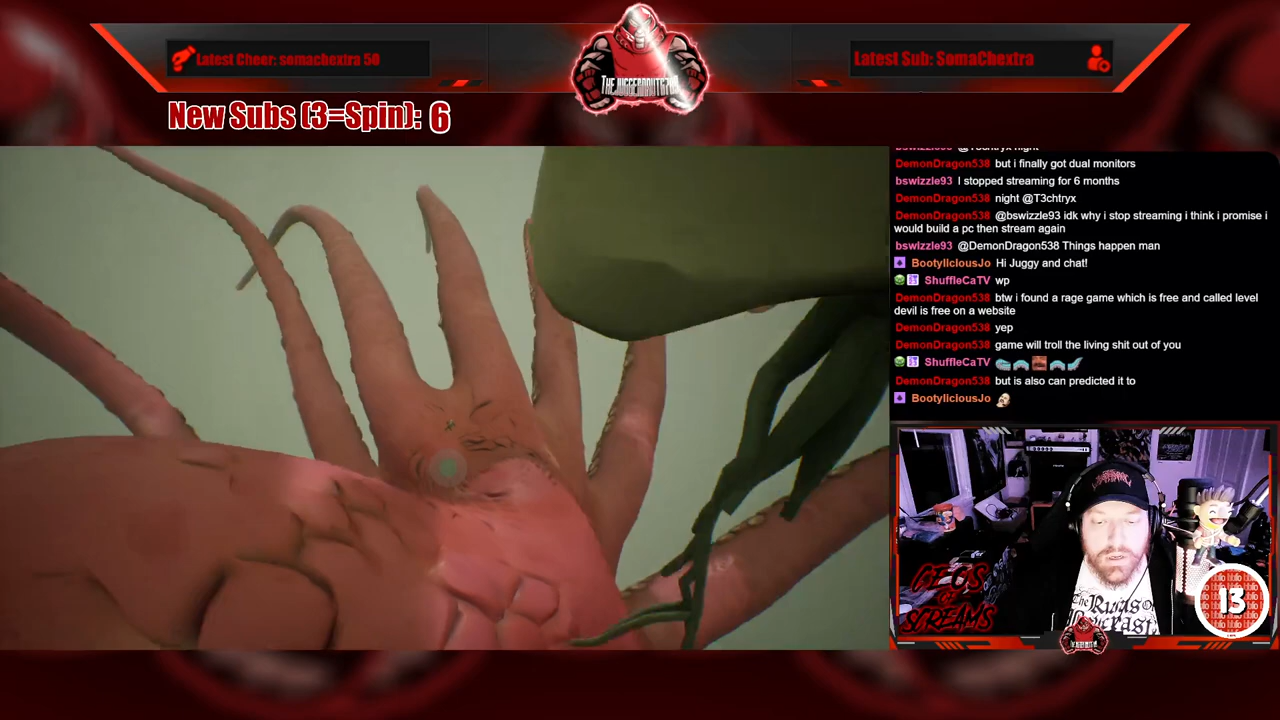 Latest Cheer: somachextra 50
THEJUGGERNAUTG768
Latest Sub: SomaChextra
New Subs (3=Spin): 6
DemonDragon538 but i finally got dual monitors
bswizzle93 I stopped streaming for 6 months
DemonDragon538 night @T3chtryx
DemonDragon538 @bswizzle93 idk why i stop streaming i think i promise i
would build a pc then stream again
bswizzle93 @DemonDragon538 Things happen man
BootyliciousJo Hi Juggy and chat!
ShuffleCaTV wp
DemonDragon538 btw i found a rage game which is free and called level
devil is free on a website
DemonDragon538 yep
DemonDragon538 game will troll the living shit out of you
ShuffleCaTV
DemonDragon538 but is also can predicted it to
BootyliciousJo
SCREAMS
13